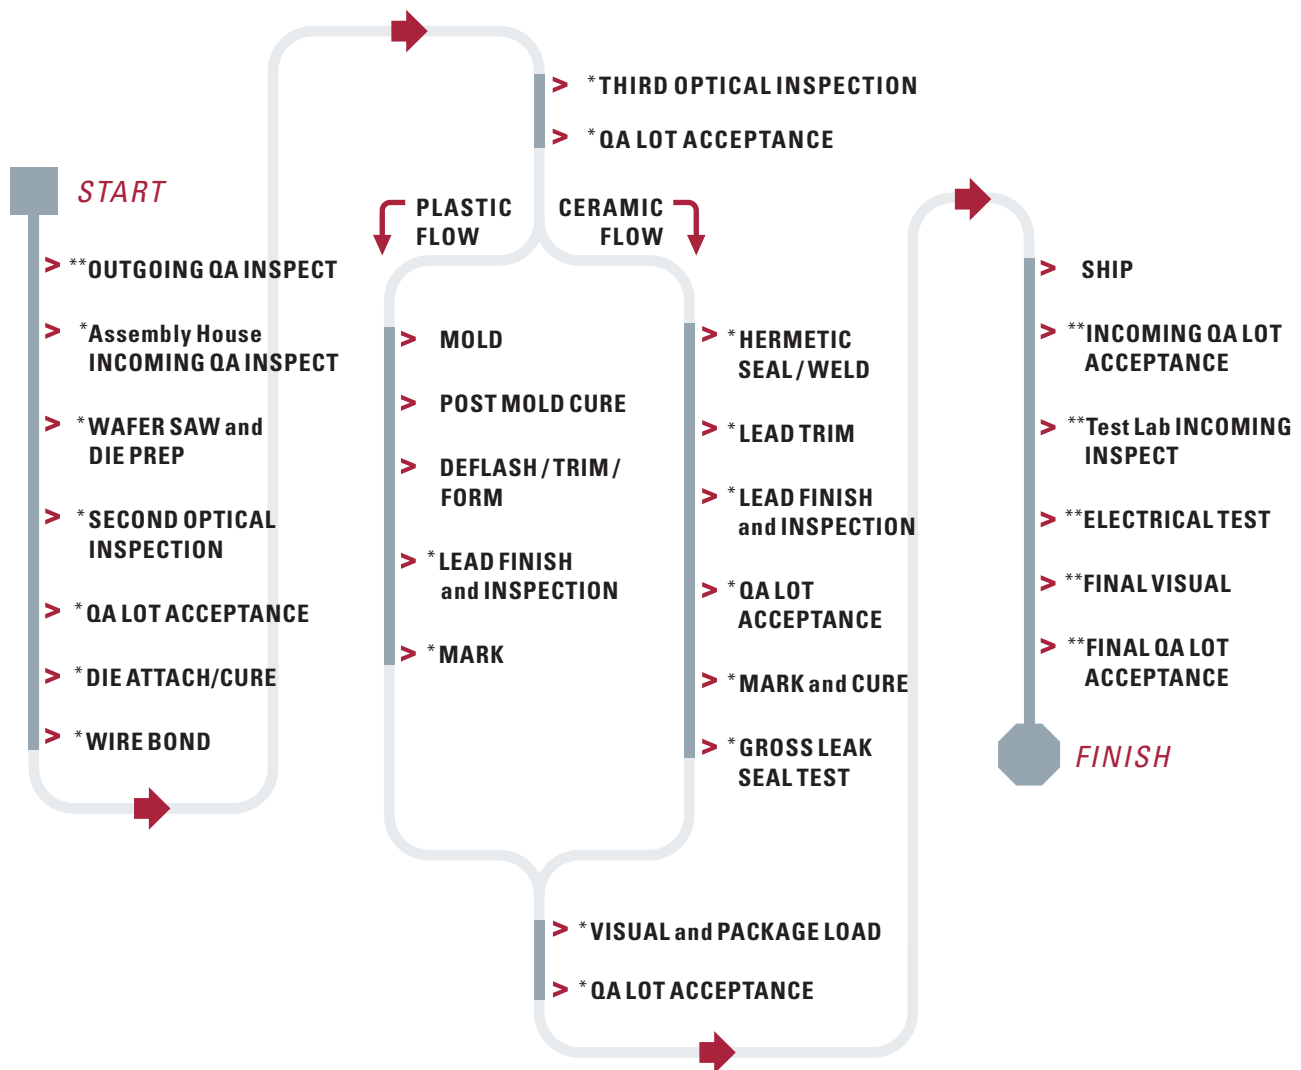 START
**OUTGOING QA INSPECT
*Assembly House
INCOMING QA INSPECT
*WAFER SAW and
DIE PREP
*SECOND OPTICAL
INSPECTION
*QA LOT ACCEPTANCE
*DIE ATTACH/CURE
*WIRE BOND
*THIRD OPTICAL INSPECTION
*QA LOT ACCEPTANCE
PLASTIC
FLOW
MOLD
POST MOLD CURE
DEFLASH / TRIM /
FORM
*LEAD FINISH
and INSPECTION
*MARK
CERAMIC
FLOW
*HERMETIC
SEAL / WELD
*LEAD TRIM
*LEAD FINISH
and INSPECTION
*QA LOT
ACCEPTANCE
*MARK and CURE
*GROSS LEAK
SEAL TEST
*VISUAL and PACKAGE LOAD
*QA LOT ACCEPTANCE
SHIP
**INCOMING QA LOT
ACCEPTANCE
**Test Lab INCOMING
INSPECT
**ELECTRICAL TEST
**FINAL VISUAL
**FINAL QA LOT
ACCEPTANCE
FINISH